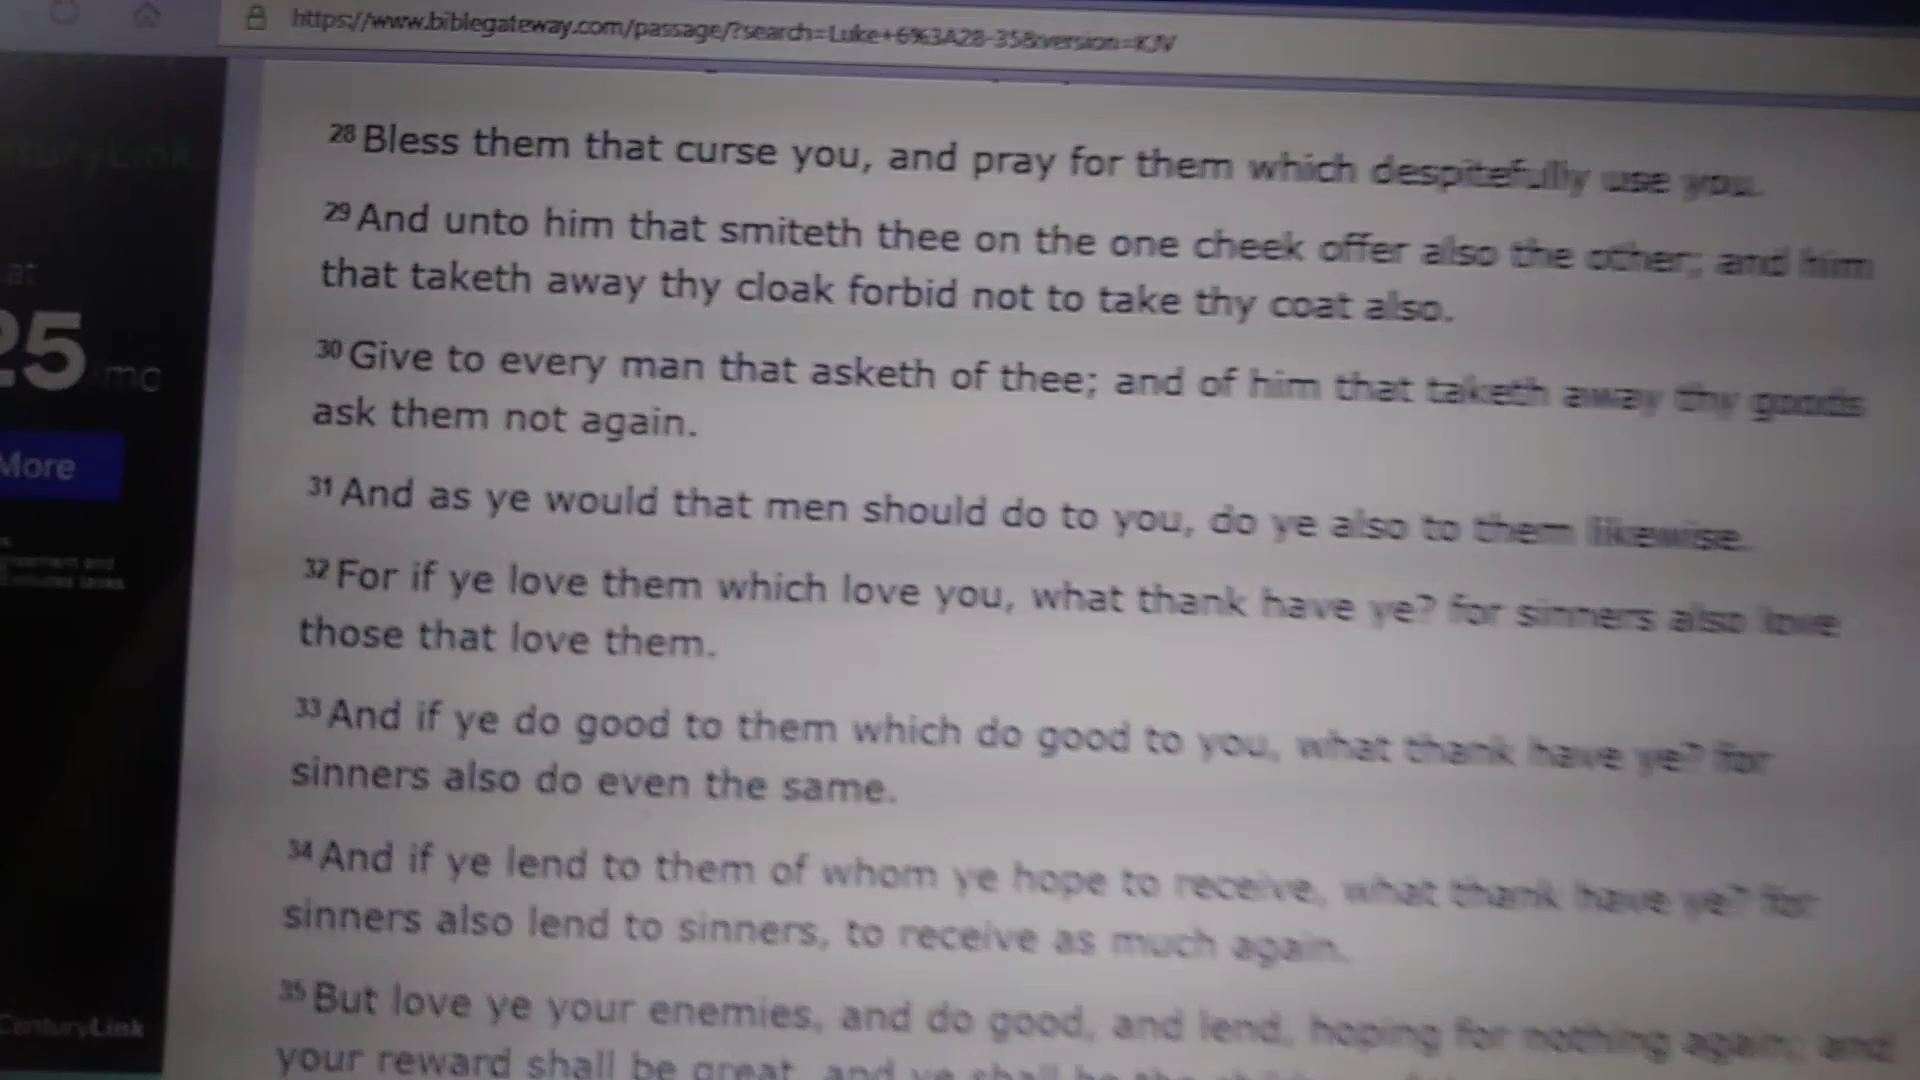 https://www.biblegateway.com/passage/?search=Luke+6%3A28-35&version=KJV
28 Bless them that curse you, and pray for them which despitefully use you.
29 And unto him that smiteth thee on the one cheek offer also the other; and him
that taketh away thy cloak forbid not to take thy coat also.
30 Give to every man that asketh of thee; and of him that taketh away thy goods
ask them not again.
31 And as ye would that men should do to you, do ye also to them likewise.
32 For if ye love them which love you, what thank have ye? for sinners also love
those that love them.
33 And if ye do good to them which do good to you, what thank have ye? for
sinners also do even the same.
34 And if ye lend to them of whom ye hope to receive, what thank have ye? for
sinners also lend to sinners, to receive as much again.
35 But love ye your enemies, and do good, and lend, hoping for nothing again; and
your reward shall be great, and ye shall be the
at
25 /mo
More
CenturyLink